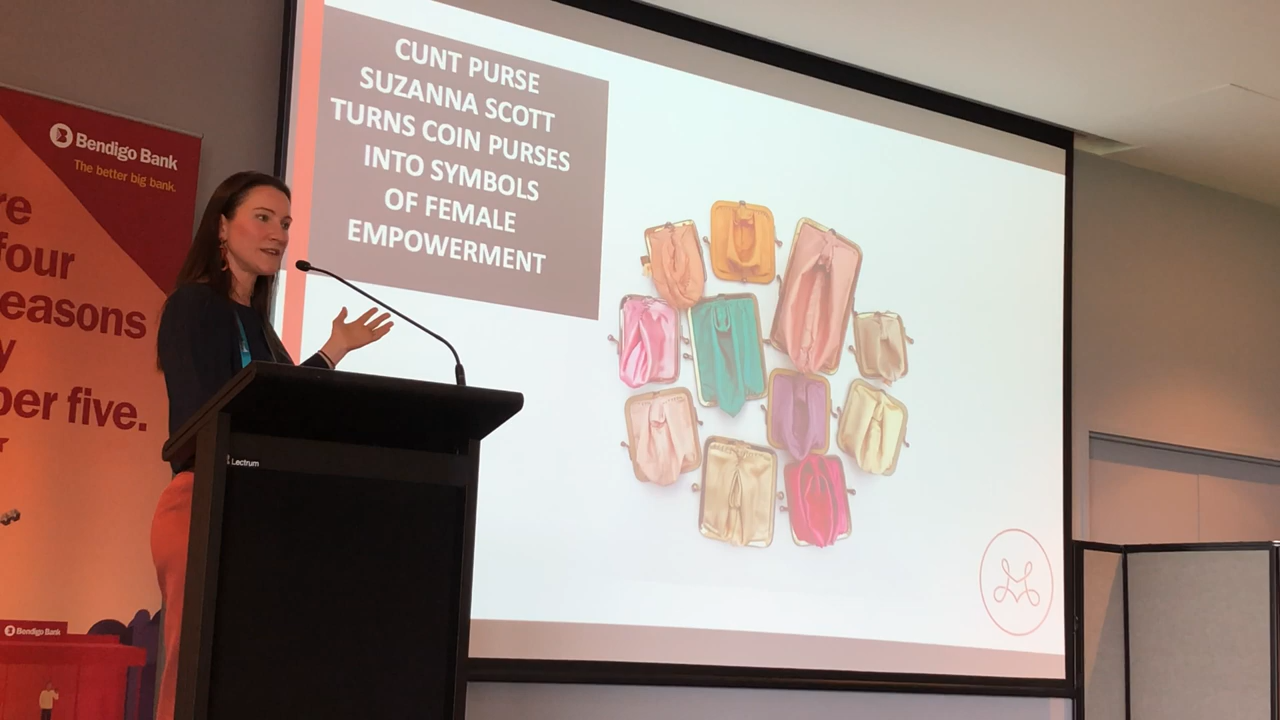 Bendigo Bank
The better big bank.
re
four
easons
y
per five.
r
CUNT PURSE
SUZANNA SCOTT
TURNS COIN PURSES
INTO SYMBOLS
OF FEMALE
EMPOWERMENT
Lectrum
Bendigo Bank